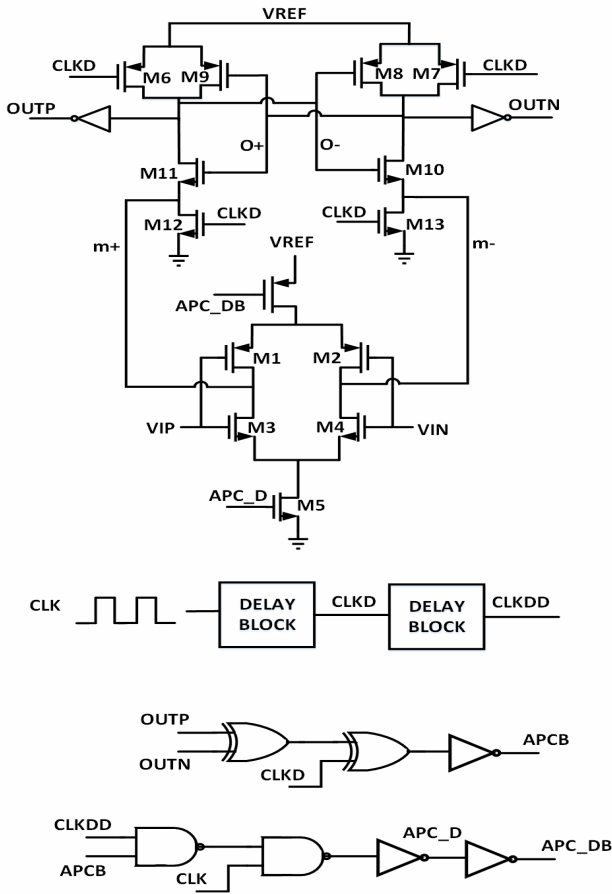 VREF
CLKD
M6
M9
M8
M7
CLKD
OUTP
OUTN
O+
O-
M11
M10
M12
CLKD
CLKD
M13
m+
m-
VREF
APC_DB
M1
M2
VIP
M3
M4
VIN
APC_D
M5
CLK
DELAY
BLOCK
CLKD
DELAY
BLOCK
CLKDD
OUTP
OUTN
CLKD
APCB
CLKDD
APCB
CLK
APC_D
APC_DB